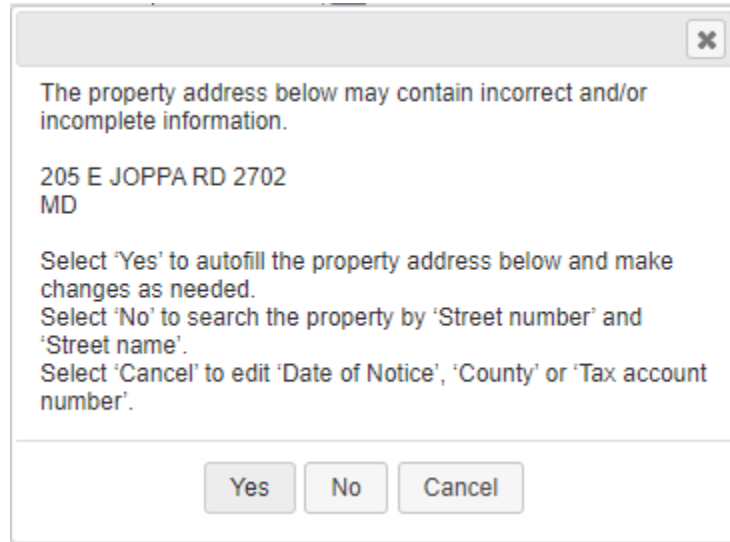 The property address below may contain incorrect and/or
incomplete information.
205 E JOPPA RD 2702
MD
Select ‘Yes’ to autofill the property address below and make
changes as needed.
Select ‘No’ to search the property by ‘Street number’ and
‘Street name’.
Select ‘Cancel’ to edit ‘Date of Notice’, ‘County’ or ‘Tax account
number’.
Yes No Cancel